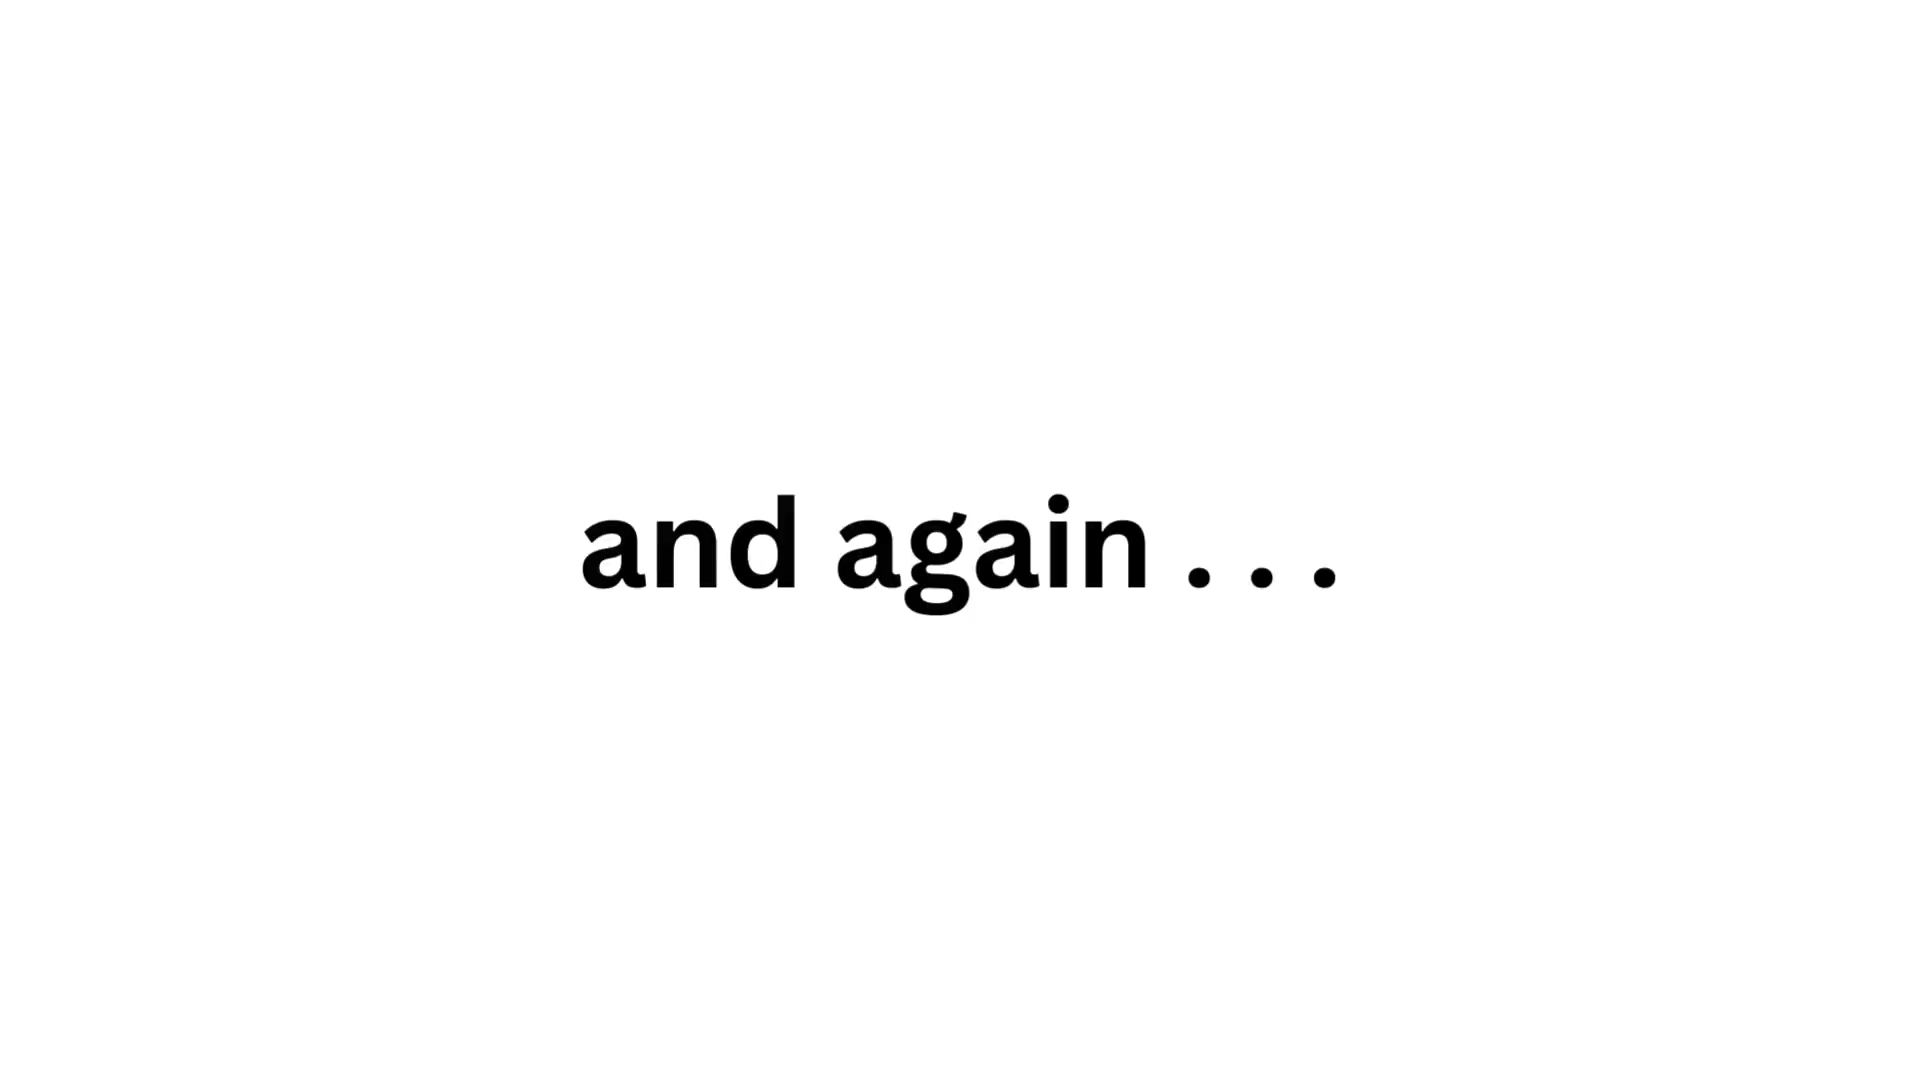 and again . . .